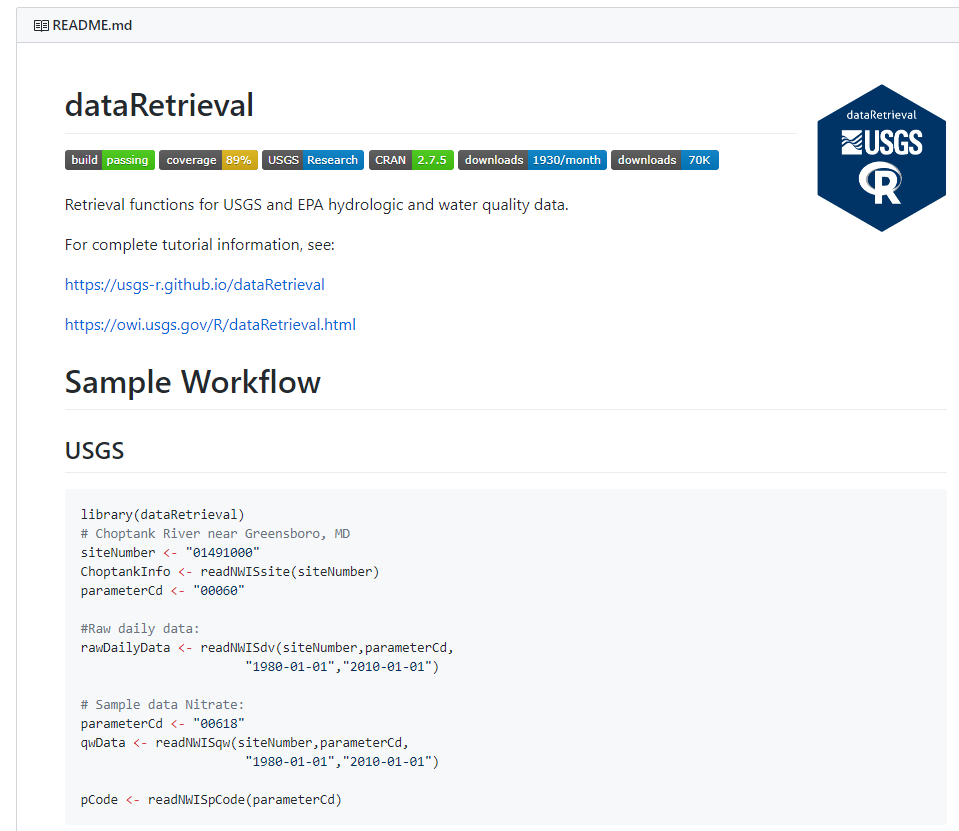 README.md
dataRetrieval
build passing coverage 89% USGS Research CRAN 2.7.5 downloads 1930/month downloads 70K
dataRetrieval
USGS
R
Retrieval functions for USGS and EPA hydrologic and water quality data.
For complete tutorial information, see:
https://usgs-r.github.io/dataRetrieval
https://owi.usgs.gov/R/dataRetrieval.html
Sample Workflow
USGS
library(dataRetrieval)
# Choptank River near Greensboro, MD
siteNumber <- "01491000"
ChoptankInfo <- readNWISsite(siteNumber)
parameterCd <- "00060"
#Raw daily data:
rawDailyData <- readNWISdv(siteNumber,parameterCd,
"1980-01-01","2010-01-01")
# Sample data Nitrate:
parameterCd <- "00618"
qwData <- readNWISqw(siteNumber,parameterCd,
"1980-01-01","2010-01-01")
pCode <- readNWISpCode(parameterCd)